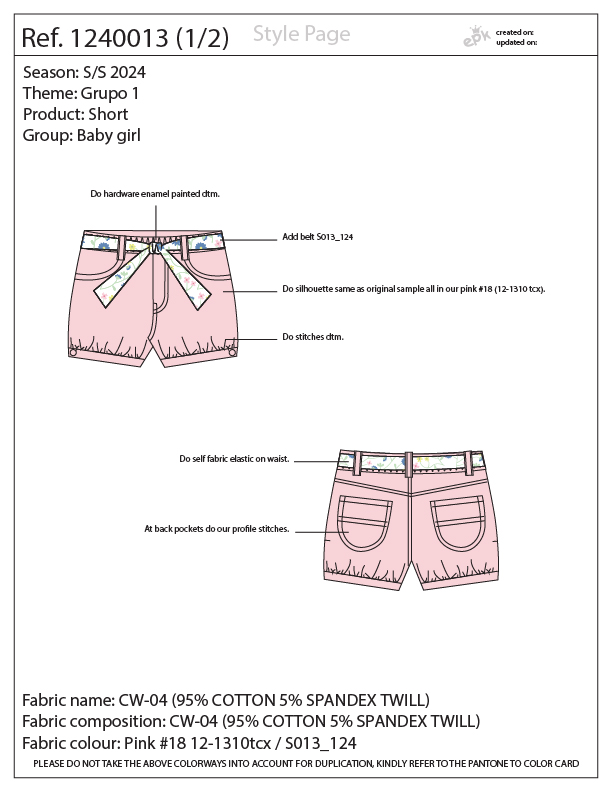 Ref. 1240013 (1/2)
Style Page
epk
created on:
updated on:
Season: S/S 2024
Theme: Grupo 1
Product: Short
Group: Baby girl
Do hardware enamel painted dtm.
Add belt S013_124
Do silhouette same as original sample all in our pink #18 (12-1310 tcx).
Do stitches dtm.
Do self fabric elastic on waist.
At back pockets do our profile stitches.
Fabric name: CW-04 (95% COTTON 5% SPANDEX TWILL)
Fabric composition: CW-04 (95% COTTON 5% SPANDEX TWILL)
Fabric colour: Pink #18 12-1310tcx / S013_124
PLEASE DO NOT TAKE THE ABOVE COLORWAYS INTO ACCOUNT FOR DUPLICATION, KINDLY REFER TO THE PANTONE TO COLOR CARD